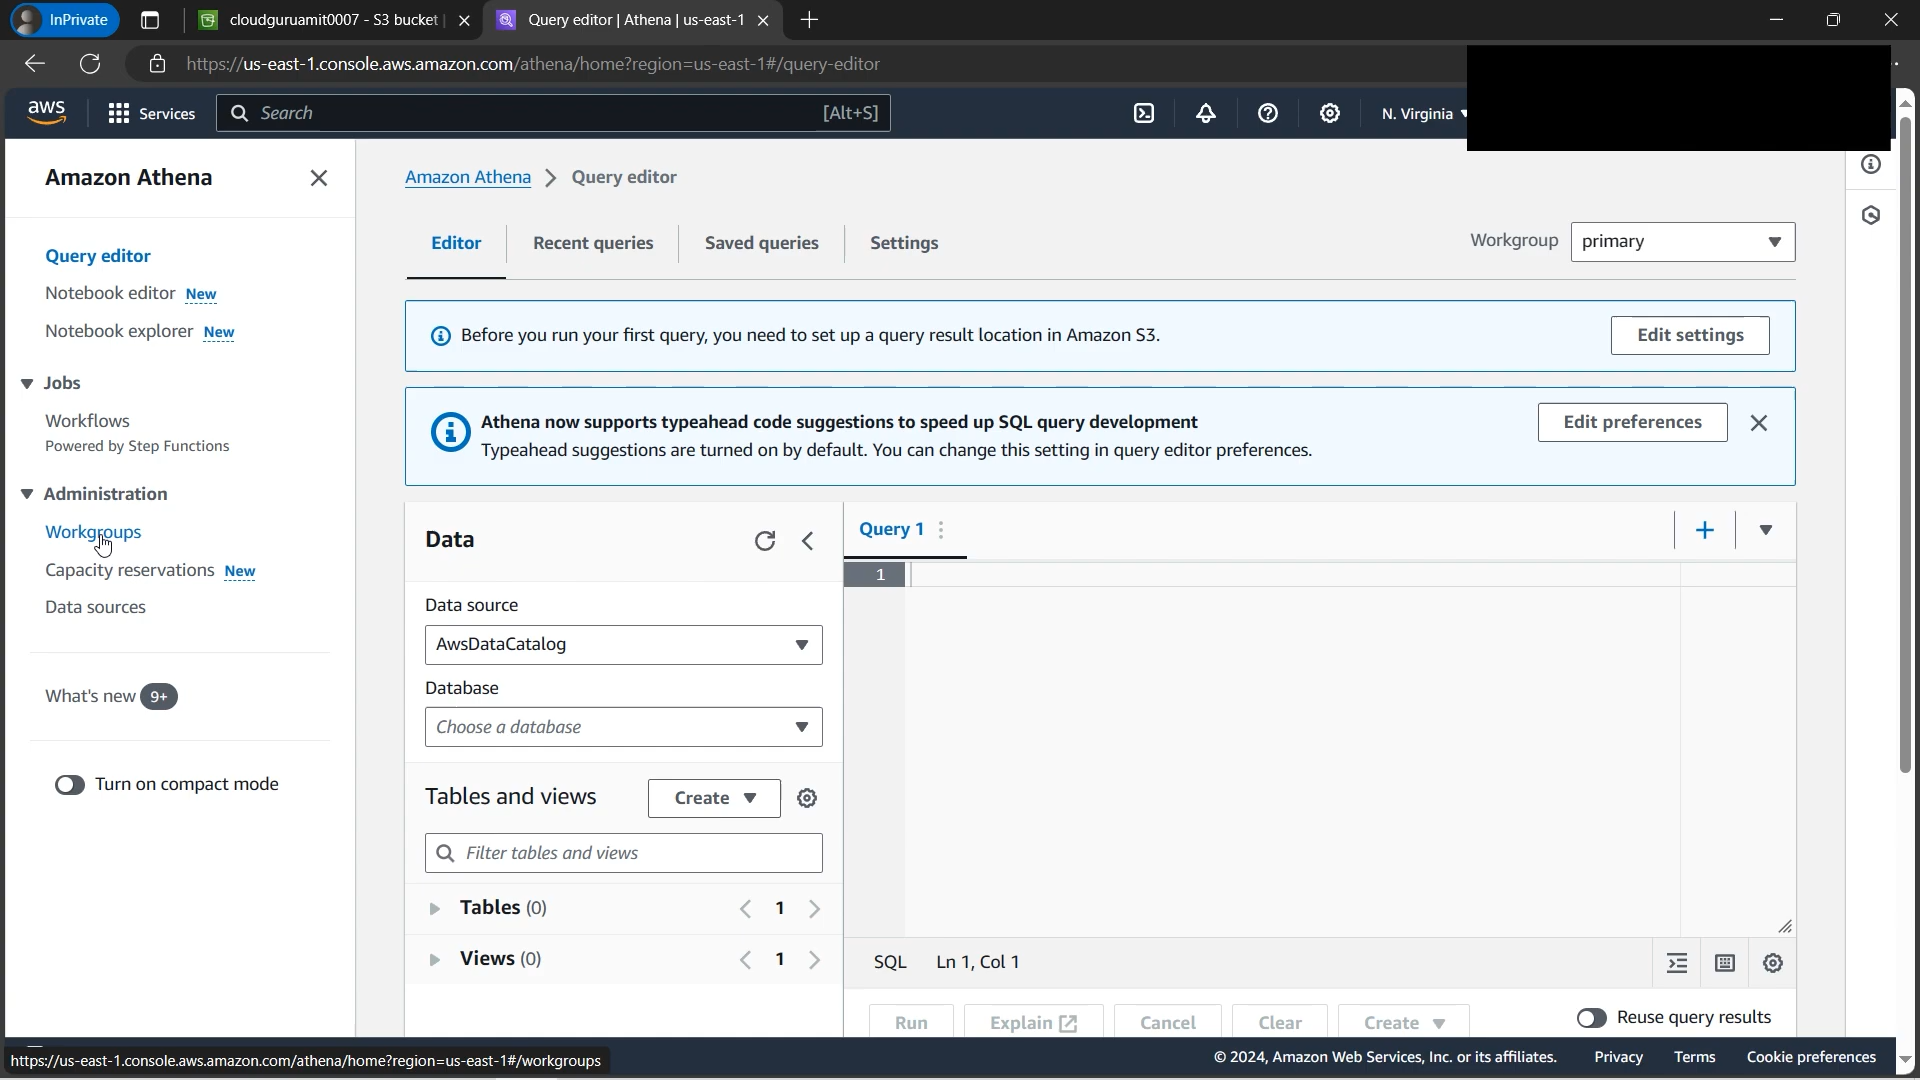 InPrivate
cloudguruamit0007 - S3 bucket
Query editor | Athena | us-east-1
https://us-east-1.console.aws.amazon.com/athena/home?region=us-east-1#/query-editor
aws
Services
Search
[Alt+S]
N. Virginia
Amazon Athena
Query editor
Notebook editor New
Notebook explorer New
Jobs
Workflows
Powered by Step Functions
Administration
Workgroups
Capacity reservations New
Data sources
What's new 9+
Turn on compact mode
Amazon Athena > Query editor
Editor
Recent queries
Saved queries
Settings
Workgroup
primary
Before you run your first query, you need to set up a query result location in Amazon S3.
Edit settings
Athena now supports typeahead code suggestions to speed up SQL query development
Typeahead suggestions are turned on by default. You can change this setting in query editor preferences.
Edit preferences
Data
Data source
AwsDataCatalog
Database
Choose a database
Tables and views
Create
Filter tables and views
Tables (0)
1
Views (0)
1
Query 1
1
SQL
Ln 1, Col 1
Run
Explain
Cancel
Clear
Create
Reuse query results
https://us-east-1.console.aws.amazon.com/athena/home?region=us-east-1#/workgroups
© 2024, Amazon Web Services, Inc. or its affiliates.
Privacy
Terms
Cookie preferences